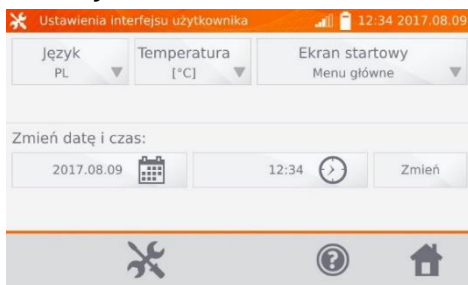 Ustawienia interfejsu użytkownika 12:34 2017.08.09
Język Temperatura Ekran startowy
PL [°C] Menu główne
Zmień datę i czas:
2017.08.09 12:34 Zmień